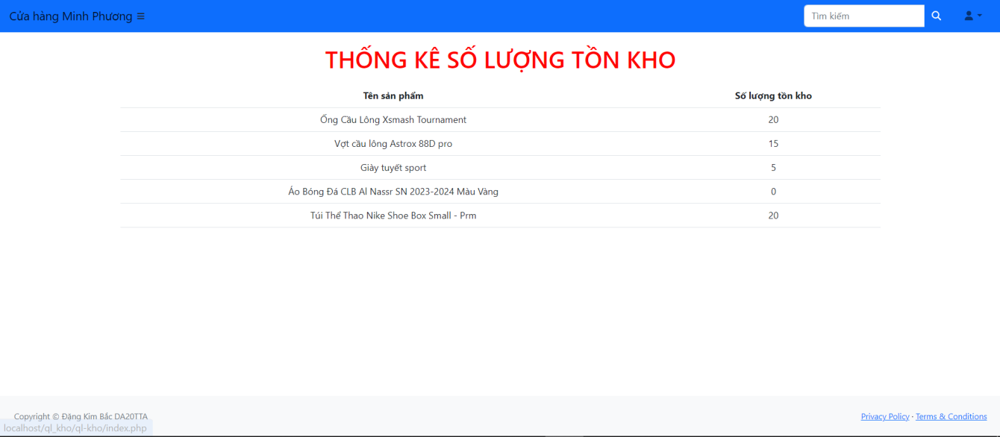 Cửa hàng Minh Phương
Tìm kiếm
THỐNG KÊ SỐ LƯỢNG TỒN KHO
Tên sản phẩm Số lượng tồn kho
Ống Cầu Lông Xsmash Tournament 20
Vợt cầu lông Astrox 88D pro 15
Giày tuyết sport 5
Áo Bóng Đá CLB Al Nassr SN 2023-2024 Màu Vàng 0
Túi Thể Thao Nike Shoe Box Small - Prm 20
Copyright © Đặng Kim Bắc DA20TTA Privacy Policy · Terms & Conditions
localhost/ql_kho/ql-kho/index.php